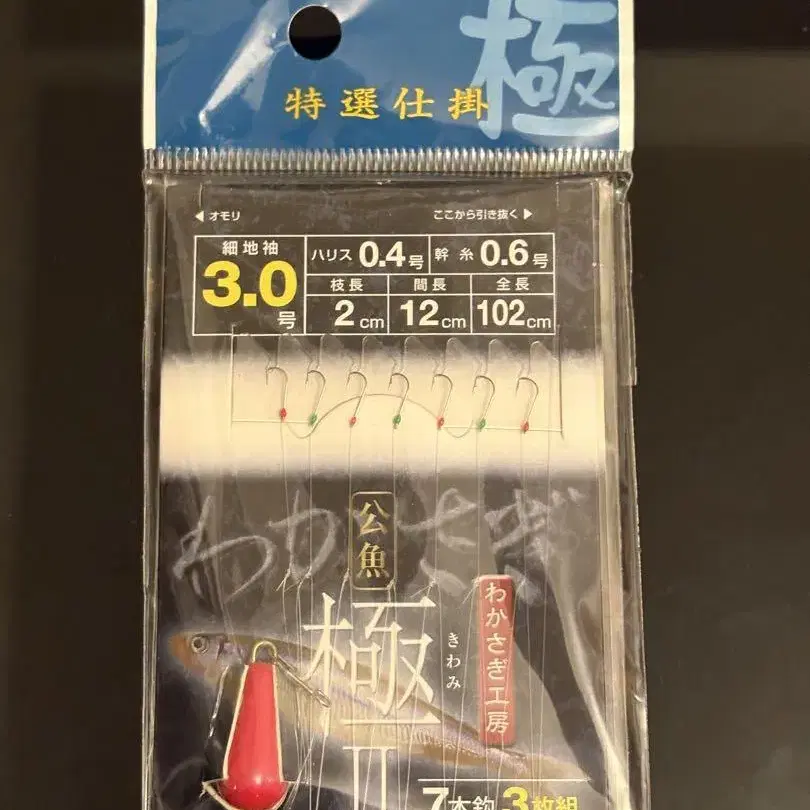 極
特選仕掛
◀ オモリ
ここから引き抜く ▶
細地袖
3.0号
ハリス 0.4号
幹糸 0.6号
枝長
2cm
間長
12cm
全長
102cm
わかさぎ
公魚
極
きわみ
II
わかさぎ工房
7本鈎-3枚組